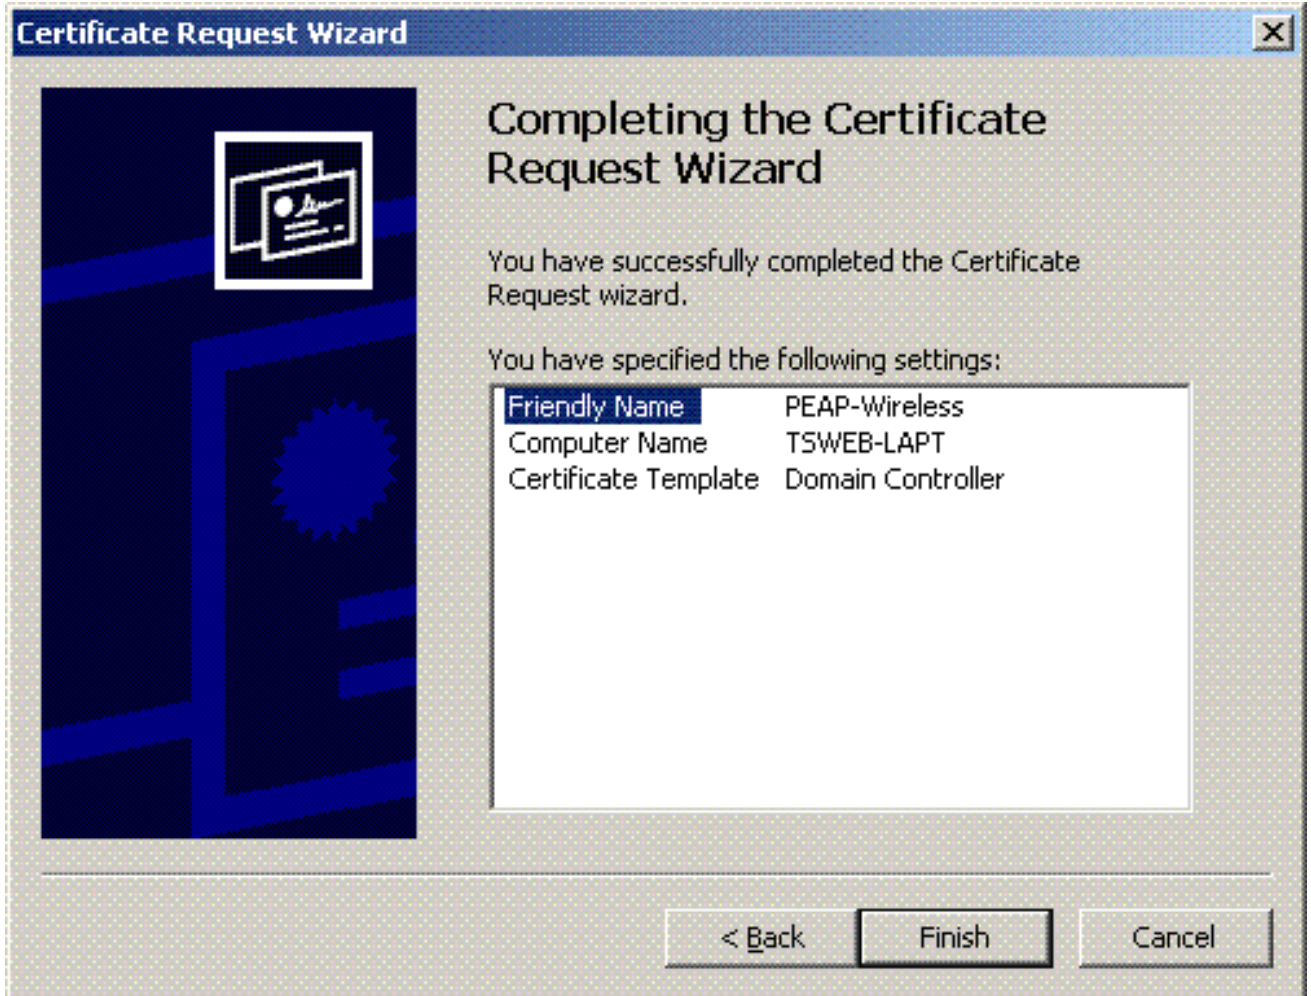 Certificate Request Wizard
Completing the Certificate
Request Wizard
You have successfully completed the Certificate
Request wizard.
You have specified the following settings:
Friendly Name PEAP-Wireless
Computer Name TSWEB-LAPT
Certificate Template Domain Controller
< Back Finish Cancel